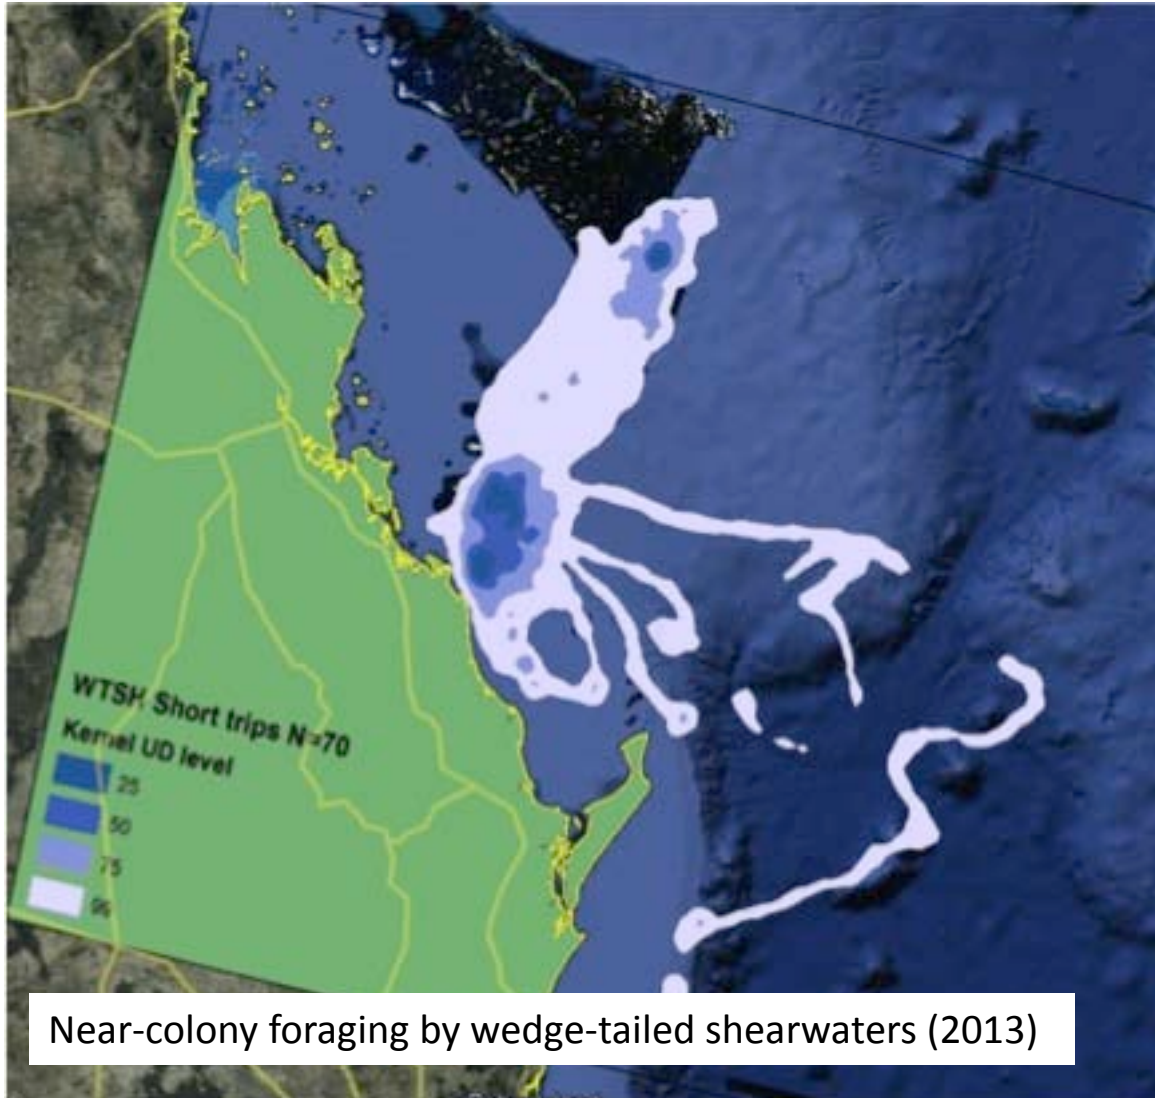 WTSH Short trips N=70
Kernel UD level
25
50
75
95
Near-colony foraging by wedge-tailed shearwaters (2013)